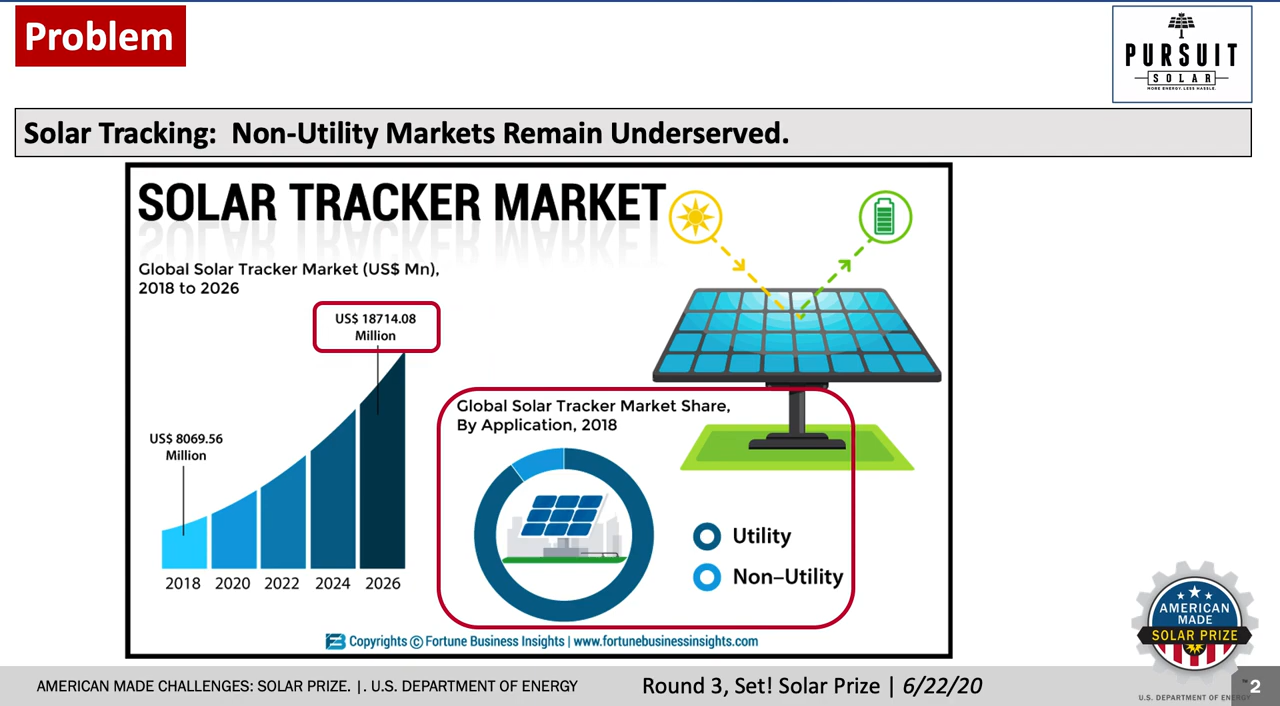 Problem
PURSUIT
SOLAR
MORE ENERGY. LESS HASSLE.
Solar Tracking: Non-Utility Markets Remain Underserved.
SOLAR TRACKER MARKET
Global Solar Tracker Market (US$ Mn),
2018 to 2026
US$ 18714.08
Million
US$ 8069.56
Million
2018 2020 2022 2024 2026
Global Solar Tracker Market Share,
By Application, 2018
Utility
Non–Utility
Copyrights © Fortune Business Insights | www.fortunebusinessinsights.com
AMERICAN
MADE
SOLAR PRIZE
U.S. DEPARTMENT OF ENERGY
AMERICAN MADE CHALLENGES: SOLAR PRIZE. |. U.S. DEPARTMENT OF ENERGY
Round 3, Set! Solar Prize | 6/22/20
2